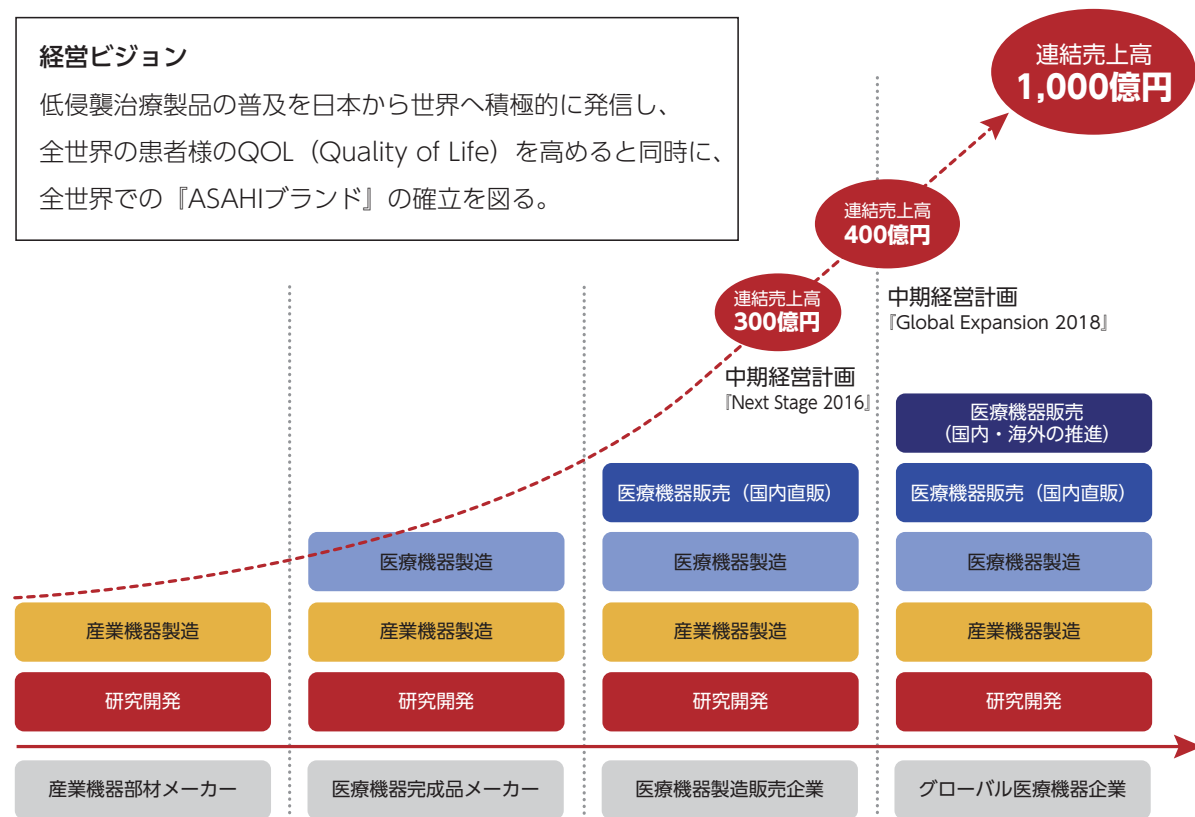 経営ビジョン
低侵襲治療製品の普及を日本から世界へ積極的に発信し、
全世界の患者様のQOL（Quality of Life）を高めると同時に、
全世界での『ASAHIブランド』の確立を図る。
連結売上高
1,000億円
連結売上高
400億円
連結売上高
300億円
中期経営計画
『Global Expansion 2018』
中期経営計画
『Next Stage 2016』
医療機器販売
（国内・海外の推進）
医療機器販売（国内直販）
医療機器販売（国内直販）
医療機器製造
医療機器製造
医療機器製造
産業機器製造
産業機器製造
産業機器製造
産業機器製造
研究開発
研究開発
研究開発
研究開発
産業機器部材メーカー
医療機器完成品メーカー
医療機器製造販売企業
グローバル医療機器企業